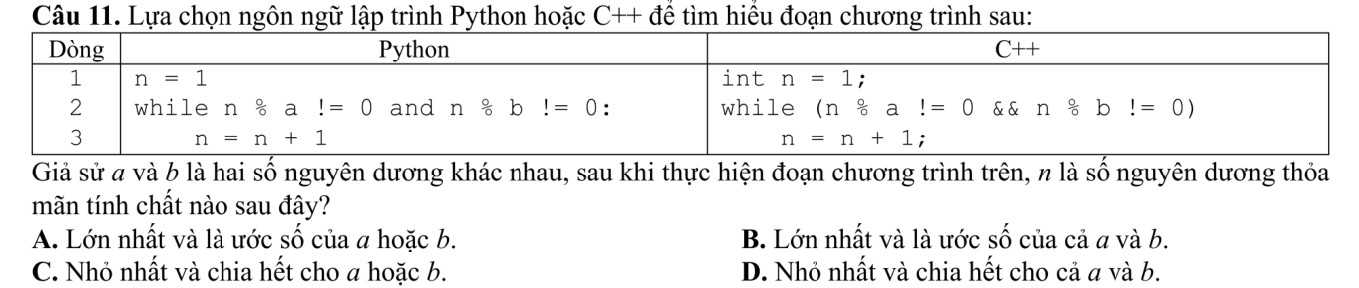 Câu 11. Lựa chọn ngôn ngữ lập trình Python hoặc C++ để tìm hiểu đoạn chương trình sau:
Dòng Python C++
1 n = 1 int n = 1;
2 while n % a != 0 and n % b != 0: while (n % a != 0 && n % b != 0)
3 n = n + 1 n = n + 1;
Giả sử a và b là hai số nguyên dương khác nhau, sau khi thực hiện đoạn chương trình trên, n là số nguyên dương thỏa
mãn tính chất nào sau đây?
A. Lớn nhất và là ước số của a hoặc b. B. Lớn nhất và là ước số của cả a và b.
C. Nhỏ nhất và chia hết cho a hoặc b. D. Nhỏ nhất và chia hết cho cả a và b.